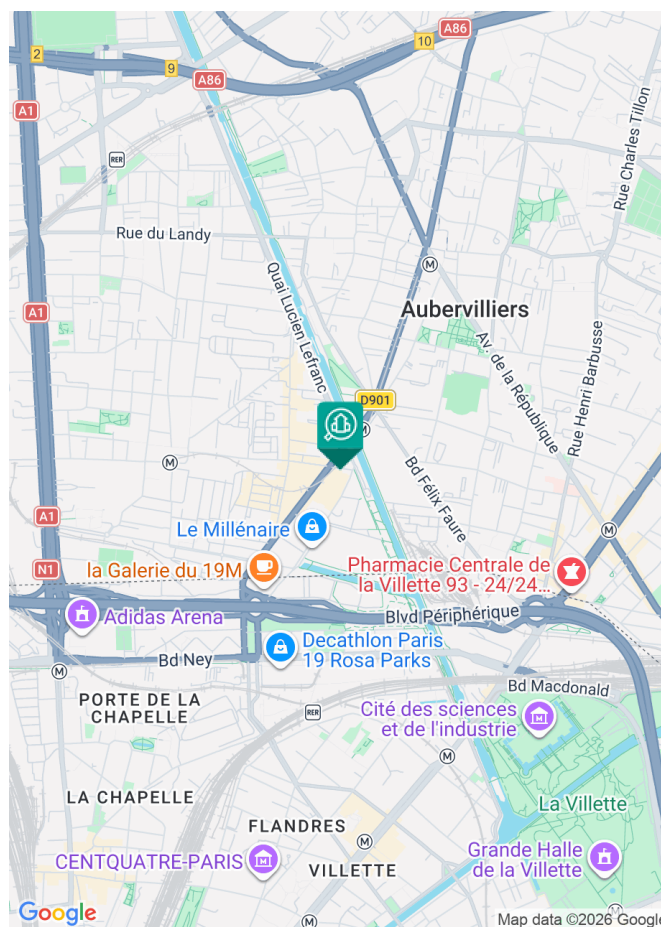 A86
10
2
9
A86
A1
Rue Charles Tillon
RER
Rue du Landy
M
Quai Lucien Lefranc
A1
Aubervilliers
Av. de la République
Rue Henri Barbusse
D901
M
M
Bd Félix Faure
A1
Le Millénaire
M
N1
la Galerie du 19M
Pharmacie Centrale de
la Villette 93 - 24/24...
Adidas Arena
Blvd Périphérique
Decathlon Paris
19 Rosa Parks
Bd Ney
M
Bd Macdonald
PORTE DE LA
CHAPELLE
RER
Cité des sciences
et de l'industrie
M
LA CHAPELLE
La Villette
FLANDRES
M
CENTQUATRE-PARIS
VILLETTE
Grande Halle
de la Villette
Google
M
Map data ©2026 Google